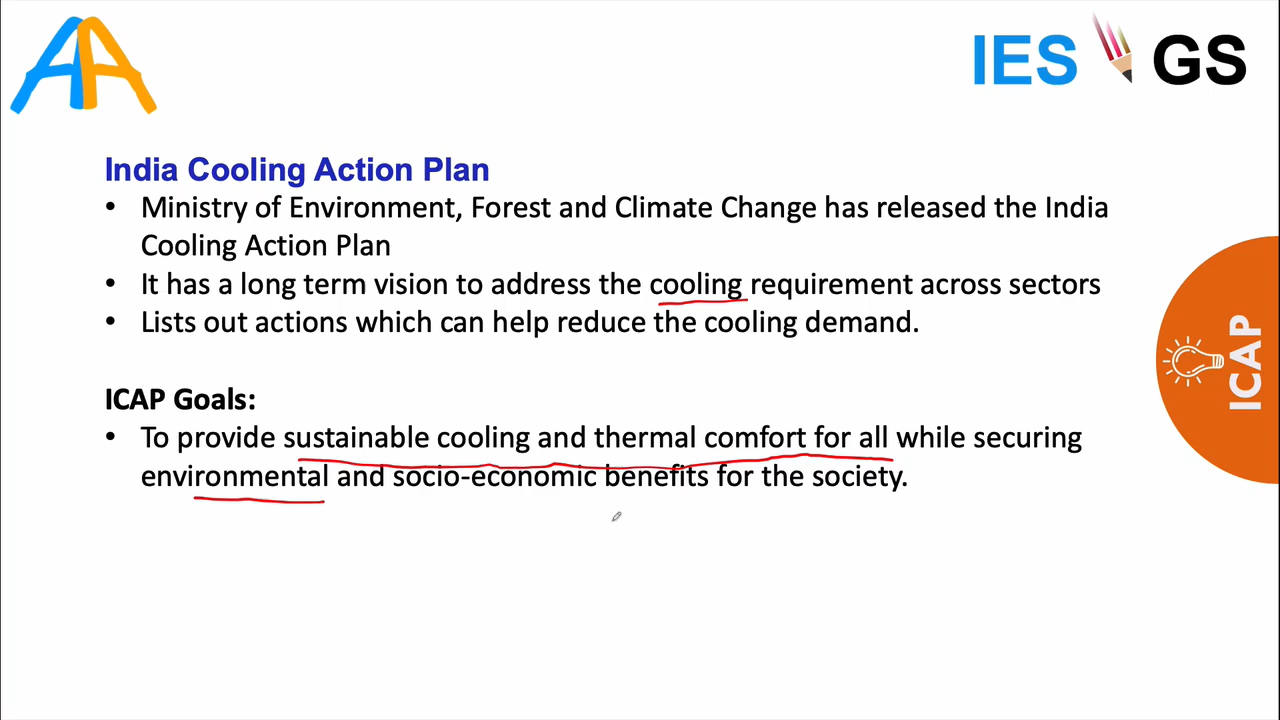 AA
IES GS
India Cooling Action Plan
• Ministry of Environment, Forest and Climate Change has released the India
Cooling Action Plan
• It has a long term vision to address the cooling requirement across sectors
• Lists out actions which can help reduce the cooling demand.
ICAP Goals:
• To provide sustainable cooling and thermal comfort for all while securing
environmental and socio-economic benefits for the society.
ICAP